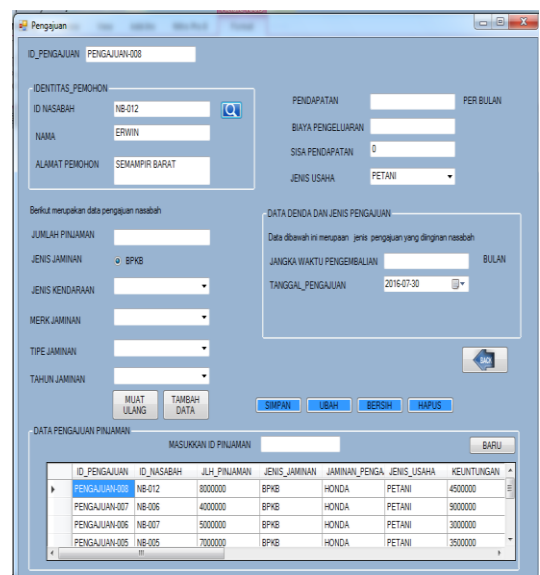 Pengajuan
ID_PENGAJUAN PENGAJUAN-008
IDENTITAS_PEMOHON
ID NASABAH NB-012
NAMA ERWIN
ALAMAT PEMOHON SEMAMPIR BARAT
PENDAPATAN PER BULAN
BIAYA PENGELUARAN
SISA PENDAPATAN 0
JENIS USAHA PETANI
Berikut merupakan data pengajuan nasabah
JUMLAH PINJAMAN
JENIS JAMINAN BPKB
JENIS KENDARAAN
MERK JAMINAN
TIPE JAMINAN
TAHUN JAMINAN
MUAT ULANG
TAMBAH DATA
DATA DENDA DAN JENIS PENGAJUAN
Data dibawah ini merupaan jenis pengajuan yang diinginan nasabah
JANGKA WAKTU PENGEMBALIAN BULAN
TANGGAL_PENGAJUAN 2016-07-30
BACK
SIMPAN UBAH BERSIH HAPUS
DATA PENGAJUAN PINJAMAN
MASUKKAN ID PINJAMAN BARU
ID_PENGAJUAN ID_NASABAH JLH_PINJAMAN JENIS_JAMINAN JAMINAN_PENGA JENIS_USAHA KEUNTUNGAN
PENGAJUAN-008 NB-012 8000000 BPKB HONDA PETANI 4500000
PENGAJUAN-007 NB-006 4000000 BPKB HONDA PETANI 9000000
PENGAJUAN-006 NB-007 5000000 BPKB HONDA PETANI 3000000
PENGAJUAN-005 NB-005 7000000 BPKB HONDA PETANI 3500000